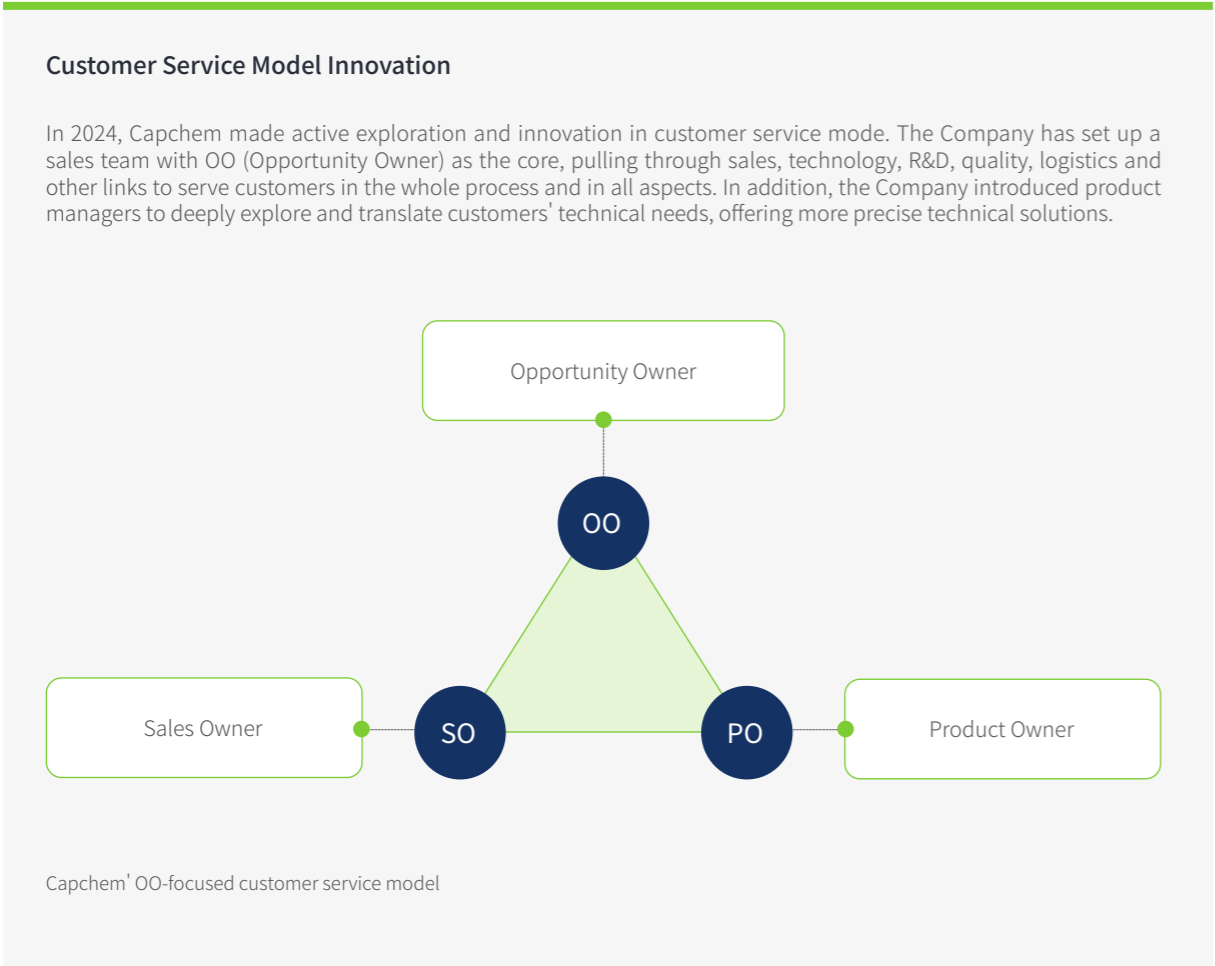 Customer Service Model Innovation
In 2024, Capchem made active exploration and innovation in customer service mode. The Company has set up a
sales team with OO (Opportunity Owner) as the core, pulling through sales, technology, R&D, quality, logistics and
other links to serve customers in the whole process and in all aspects. In addition, the Company introduced product
managers to deeply explore and translate customers' technical needs, offering more precise technical solutions.
Opportunity Owner
OO
Sales Owner
SO
PO
Product Owner
Capchem' OO-focused customer service model